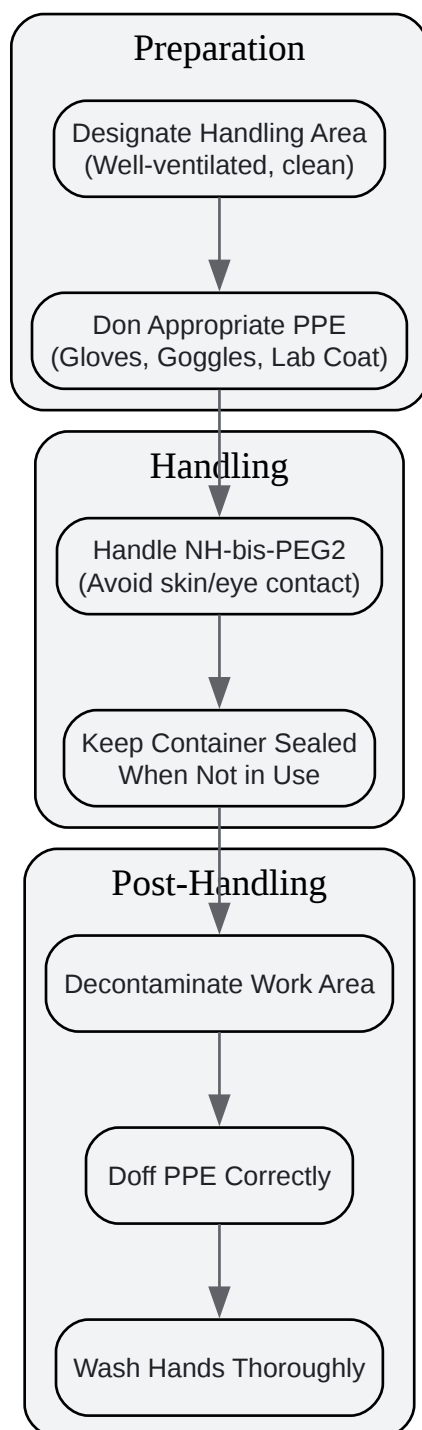 Preparation
Designate Handling Area
(Well-ventilated, clean)
Don Appropriate PPE
(Gloves, Goggles, Lab Coat)
Handling
Handle NH-bis-PEG2
(Avoid skin/eye contact)
Keep Container Sealed
When Not in Use
Post-Handling
Decontaminate Work Area
Doff PPE Correctly
Wash Hands Thoroughly